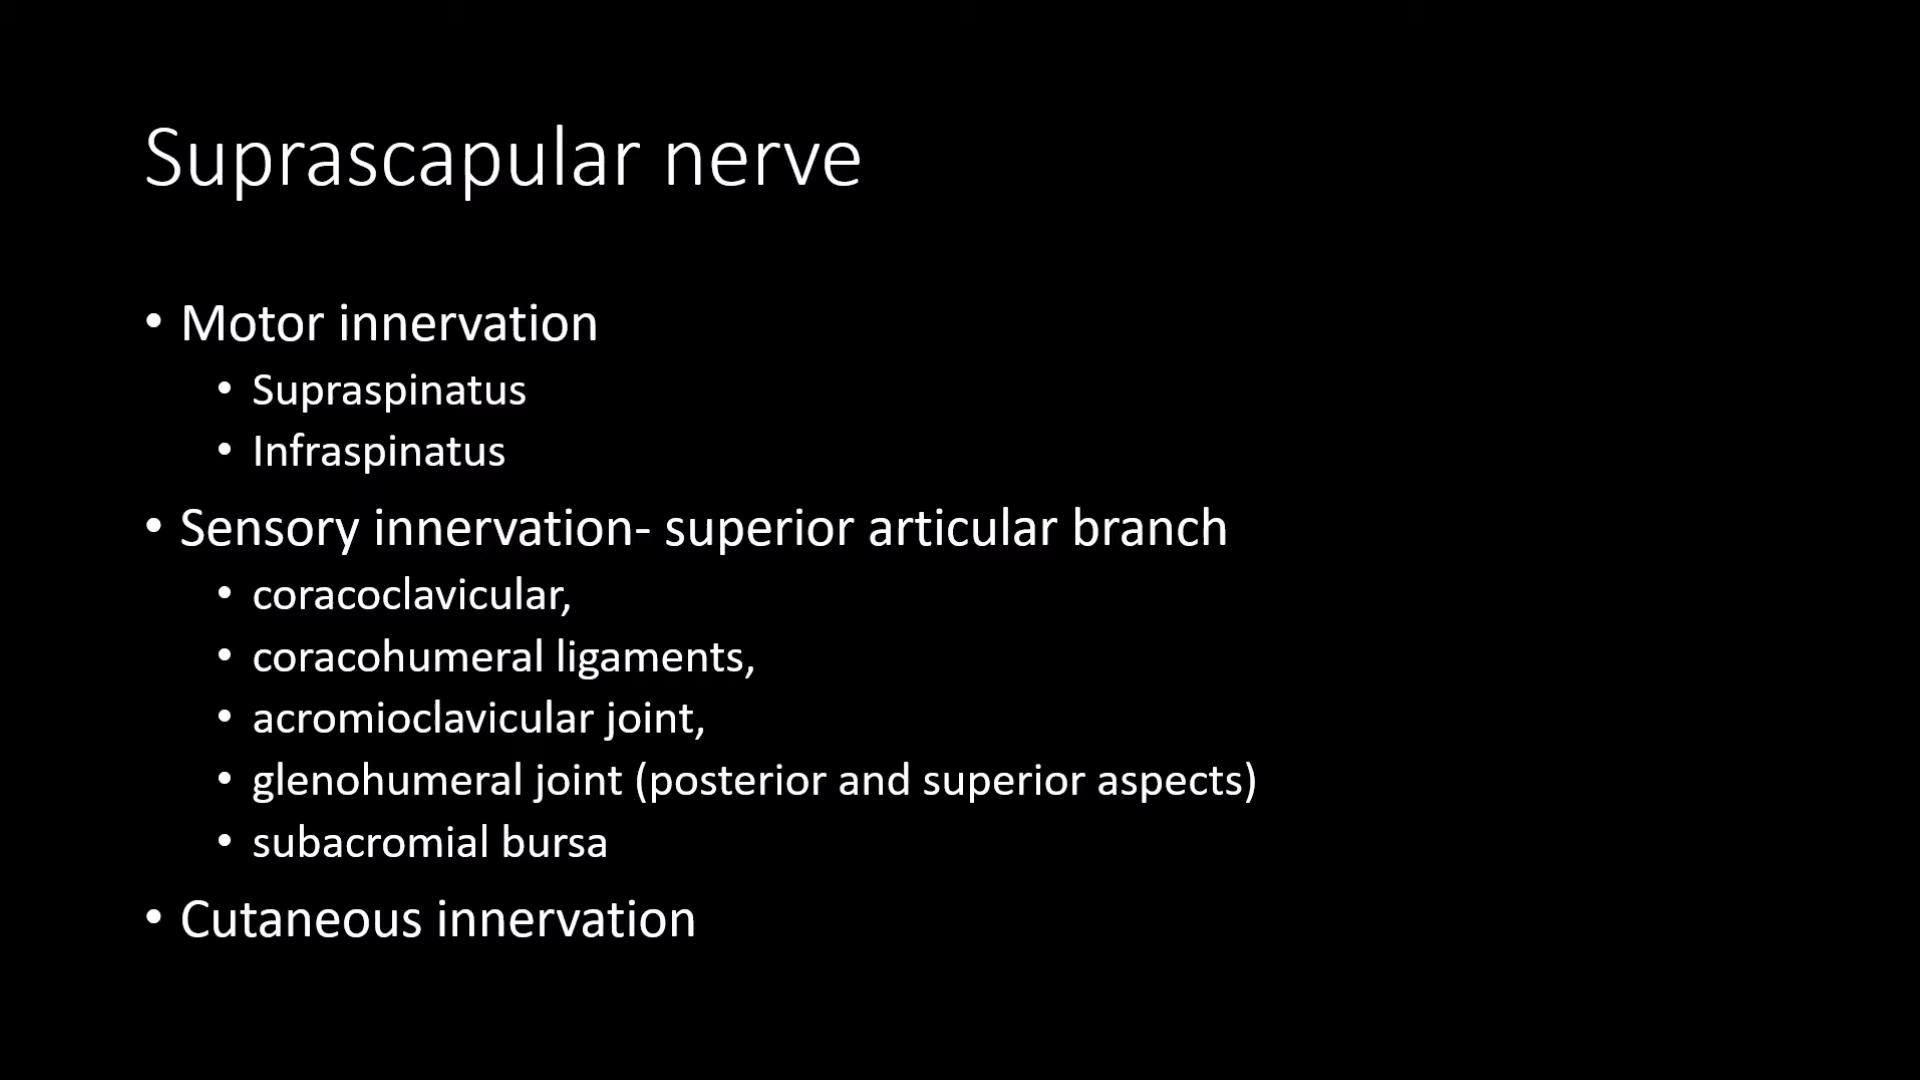 Suprascapular nerve
• Motor innervation
• Supraspinatus
• Infraspinatus
• Sensory innervation- superior articular branch
• coracoclavicular,
• coracohumeral ligaments,
• acromioclavicular joint,
• glenohumeral joint (posterior and superior aspects)
• subacromial bursa
• Cutaneous innervation